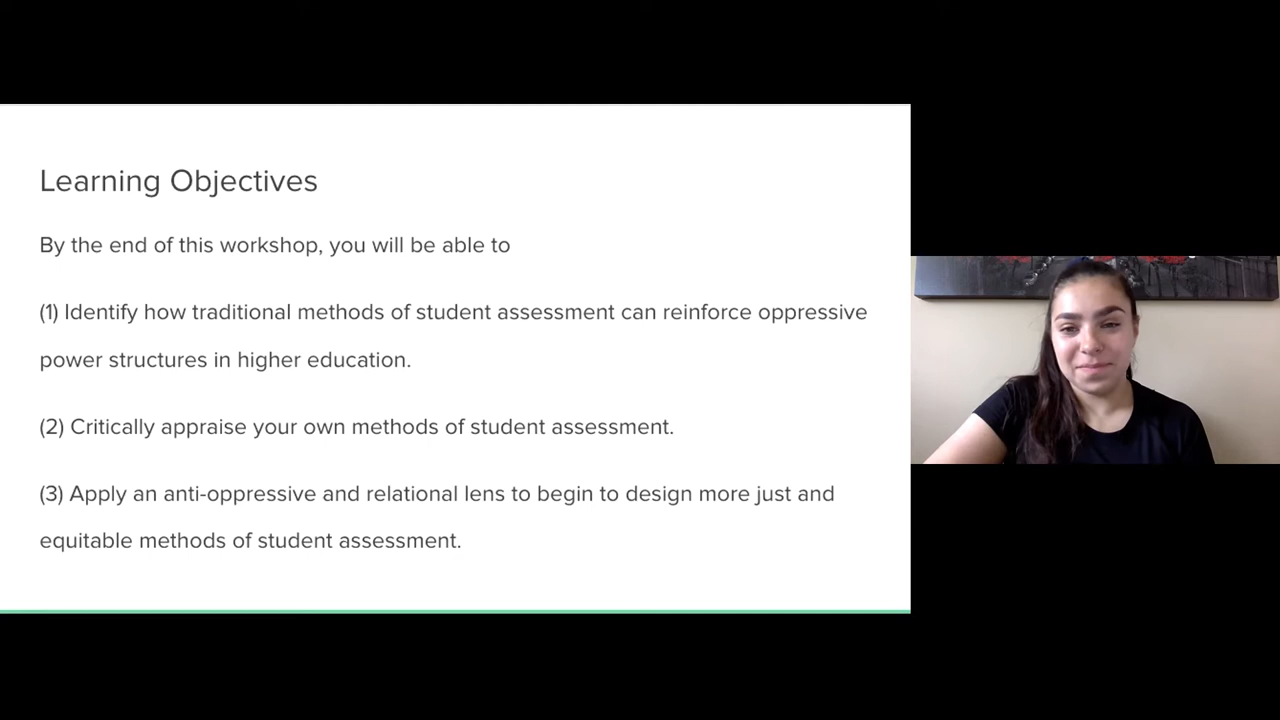 Learning Objectives
By the end of this workshop, you will be able to
(1) Identify how traditional methods of student assessment can reinforce oppressive
power structures in higher education.
(2) Critically appraise your own methods of student assessment.
(3) Apply an anti-oppressive and relational lens to begin to design more just and
equitable methods of student assessment.